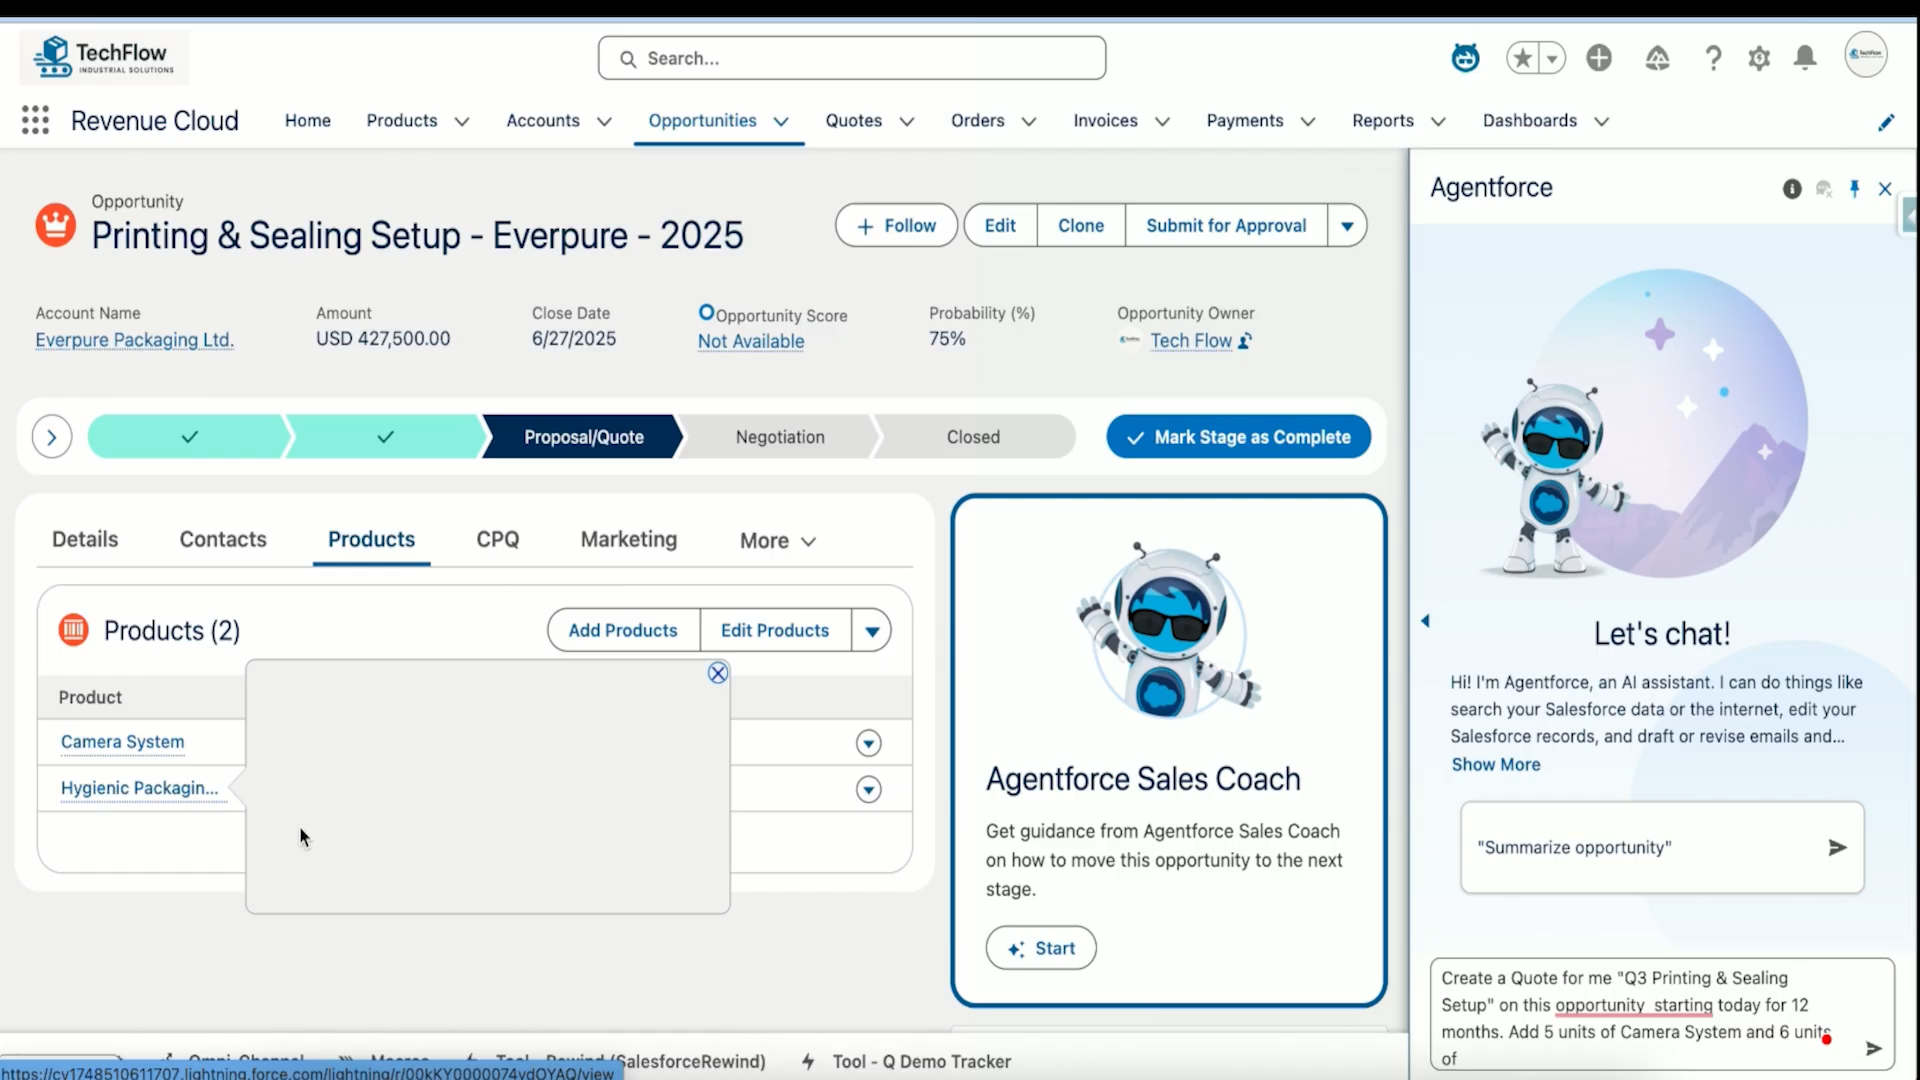 TechFlow
INDUSTRIAL SOLUTIONS
Search...
Revenue Cloud
Home
Products
Accounts
Opportunities
Quotes
Orders
Invoices
Payments
Reports
Dashboards
Opportunity
Printing & Sealing Setup - Everpure - 2025
Follow
Edit
Clone
Submit for Approval
Account Name
Everpure Packaging Ltd.
Amount
USD 427,500.00
Close Date
6/27/2025
Opportunity Score
Not Available
Probability (%)
75%
Opportunity Owner
Tech Flow
Proposal/Quote
Negotiation
Closed
Mark Stage as Complete
Details
Contacts
Products
CPQ
Marketing
More
Products (2)
Add Products
Edit Products
Product
Camera System
Hygienic Packagin...
Agentforce Sales Coach
Get guidance from Agentforce Sales Coach
on how to move this opportunity to the next
stage.
Start
Agentforce
Let's chat!
Hi! I'm Agentforce, an AI assistant. I can do things like
search your Salesforce data or the internet, edit your
Salesforce records, and draft or revise emails and...
Show More
"Summarize opportunity"
Create a Quote for me "Q3 Printing & Sealing
Setup" on this opportunity starting today for 12
months. Add 5 units of Camera System and 6 units
of
Omni-Channel
Macros
Tool - Rewind (SalesforceRewind)
Tool - Q Demo Tracker